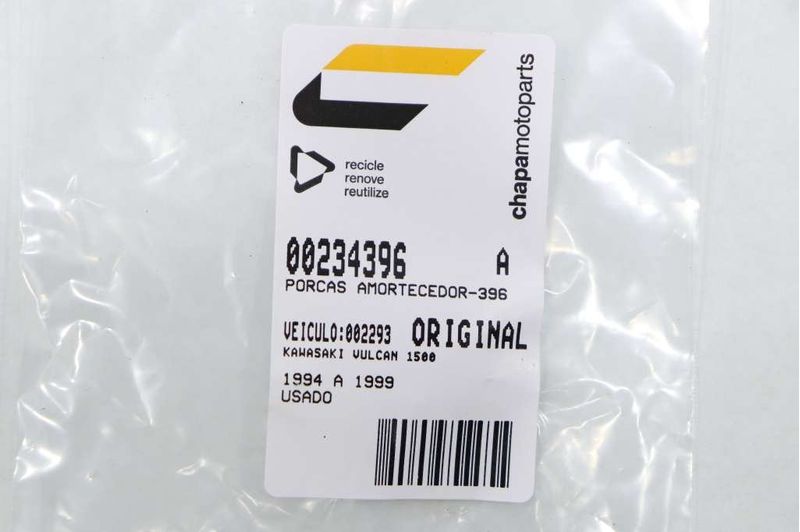 chapamotoparts
recicle
renove
reutilize
00234396 A
PORCAS AMORTECEDOR-396
VEICULO:002293 ORIGINAL
KAWASAKI VULCAN 1500
1994 A 1999
USADO